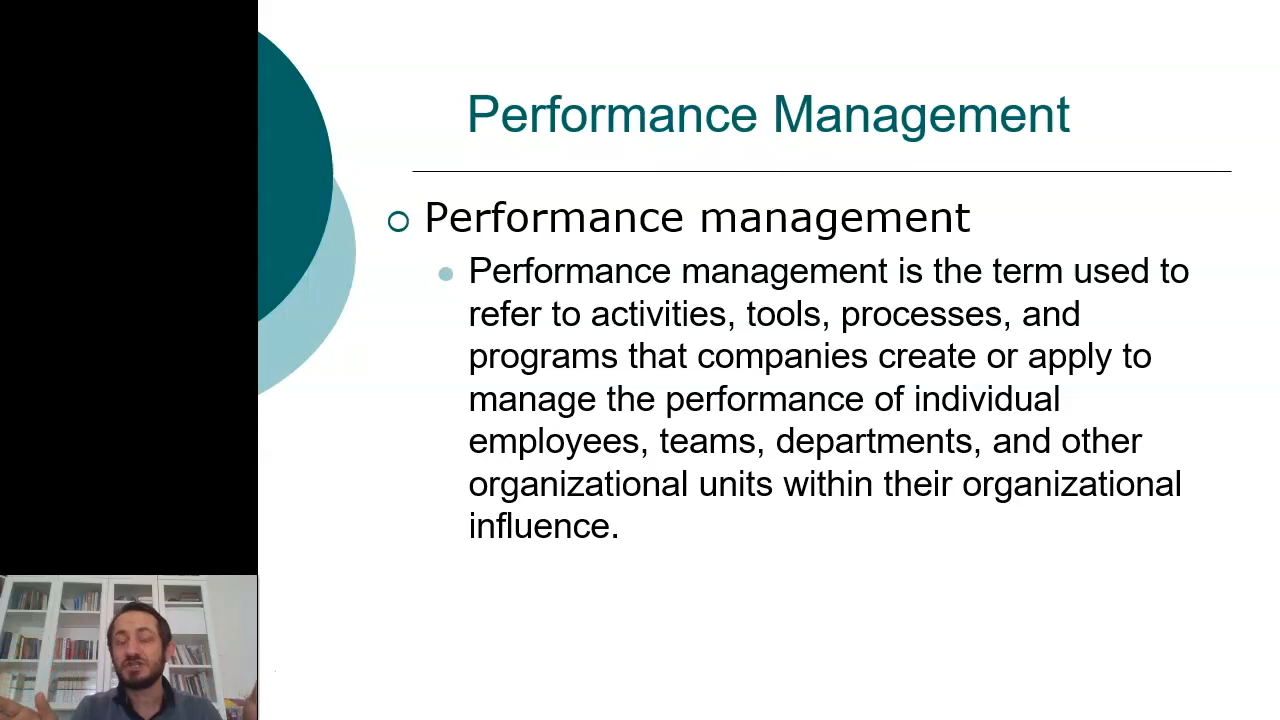 Performance Management
Performance management
Performance management is the term used to
refer to activities, tools, processes, and
programs that companies create or apply to
manage the performance of individual
employees, teams, departments, and other
organizational units within their organizational
influence.